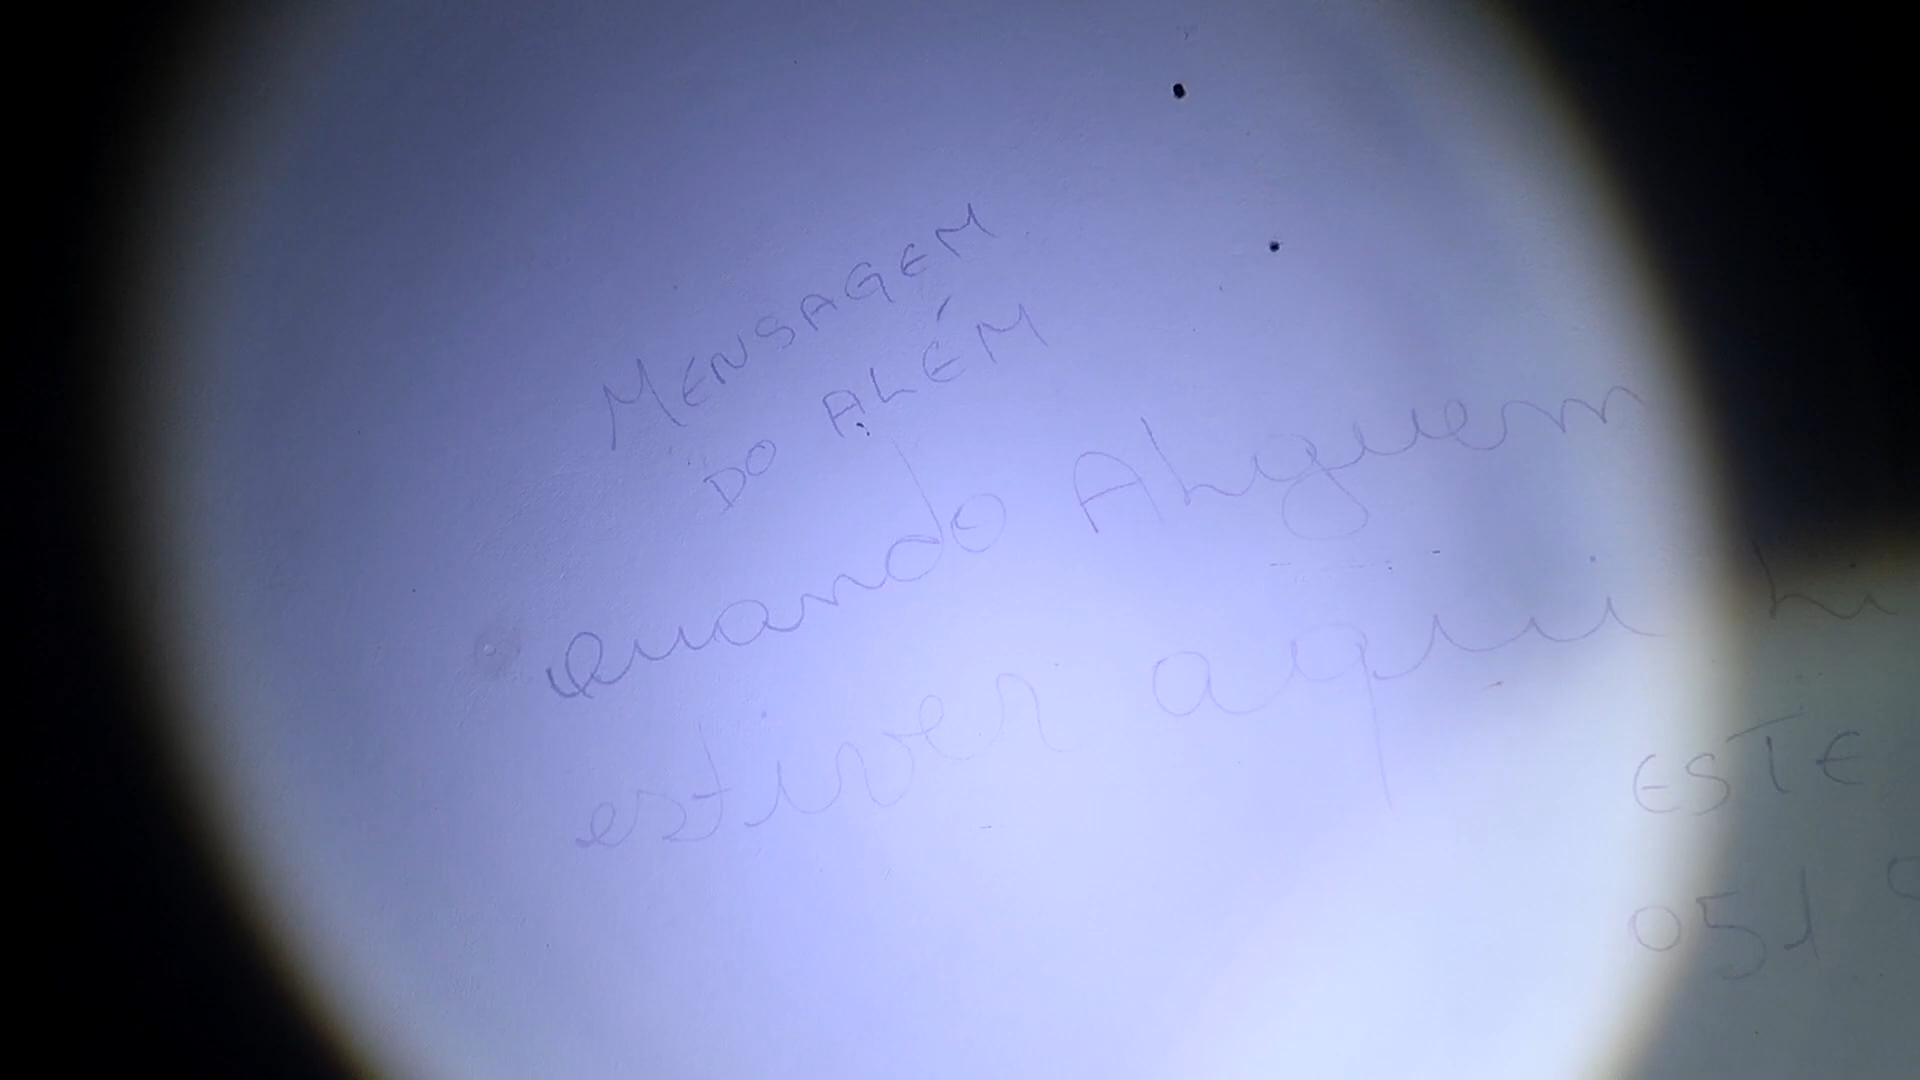 MENSAGEM
DO ALÉM
quando Alguem
estiver aqui
ESTE
051